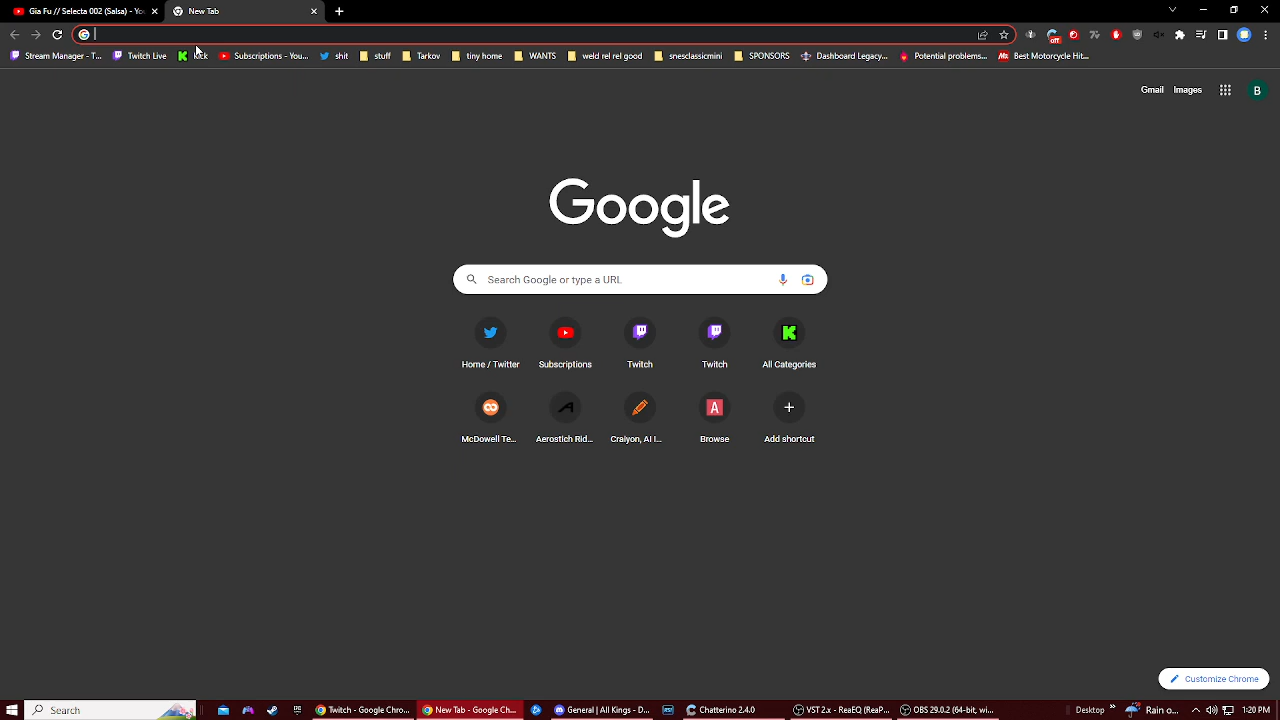 Gia Fu // Selecta 002 (Salsa) - Yo
New Tab
Stream Manager - T...
Twitch Live
Kick
Subscriptions - You...
shit
stuff
Tarkov
tiny home
WANTS
weld rel rel good
snesclassicmini
SPONSORS
Dashboard Legacy...
Potential problems...
Best Motorcycle Hit...
Gmail
Images
B
Google
Search Google or type a URL
Home / Twitter
Subscriptions
Twitch
Twitch
All Categories
McDowell Te...
Aerostich Rid...
Craiyon, AI I...
Browse
Add shortcut
Customize Chrome
Search
Twitch - Google Chro...
New Tab - Google Ch...
General | All Kings - D...
Chatterino 2.4.0
VST 2.x - ReaEQ (ReaP...
OBS 29.0.2 (64-bit, wi...
Desktop
Rain o...
1:20 PM